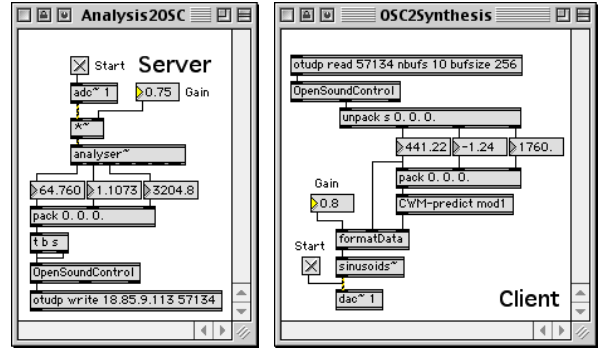 Analysis2OSC
Start
Server
adc~ 1
0.75
Gain
*~
analyser~
64.760
1.1073
3204.8
pack 0. 0. 0.
t b s
OpenSoundControl
otudp write 18.85.9.113 57134
OSC2Synthesis
otudp read 57134 nbufs 10 bufsize 256
OpenSoundControl
unpack s 0. 0. 0.
441.22
-1.24
1760.
pack 0. 0. 0.
CWM-predict mod1
Gain
0.8
formatData
Start
sinusoids~
dac~ 1
Client